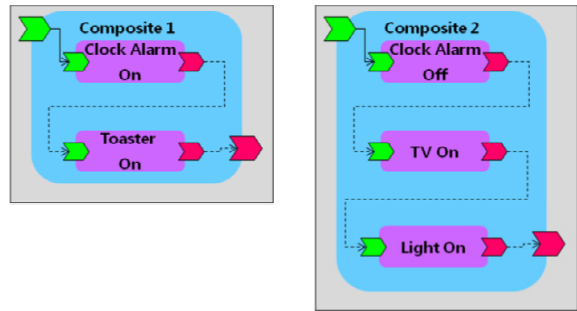 Composite 1
Clock Alarm
On
Toaster
On
Composite 2
Clock Alarm
Off
TV On
Light On